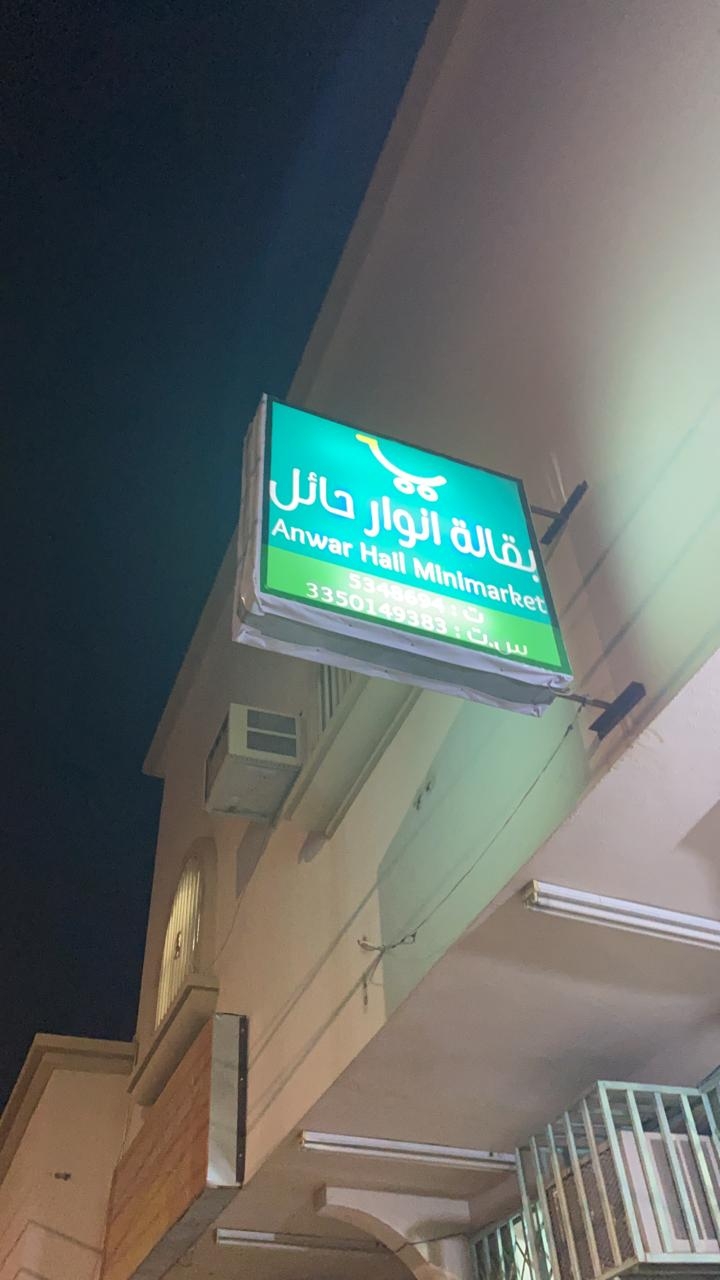 بقالة انوار حائل
Anwar Hail Minimarket
ت : 5348694
س.ت : 3350149383